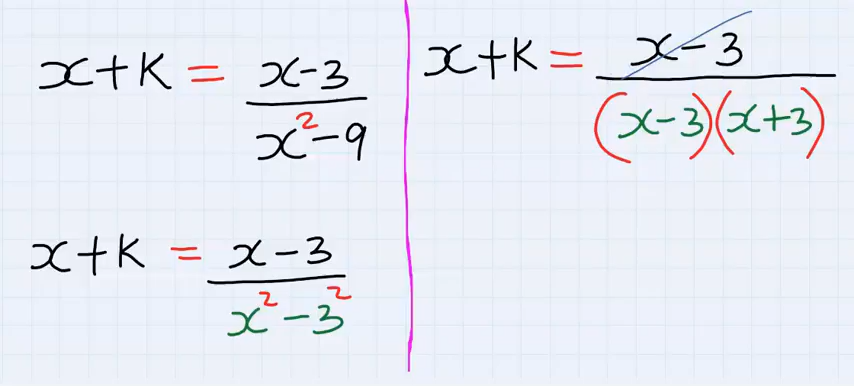 x+K = x-3
x²-9
x+K = x-3
x²-3²
x+K = x-3
(x-3)(x+3)